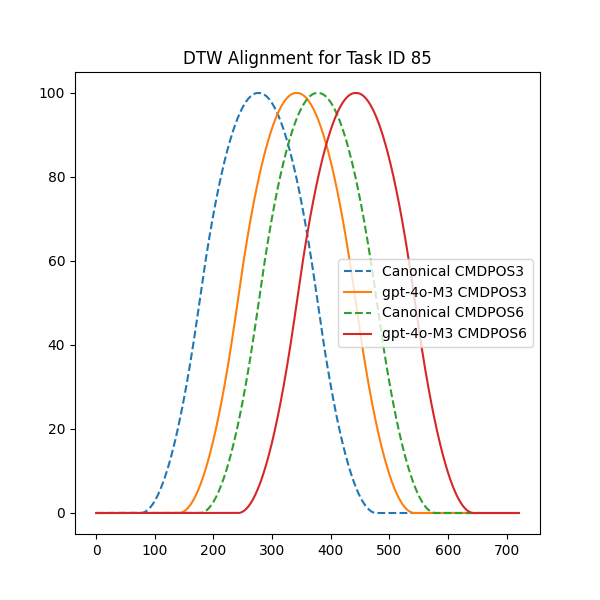 DTW Alignment for Task ID 85
100
80
60
40
20
0
Canonical CMDPOS3
gpt-4o-M3 CMDPOS3
Canonical CMDPOS6
gpt-4o-M3 CMDPOS6
0 100 200 300 400 500 600 700